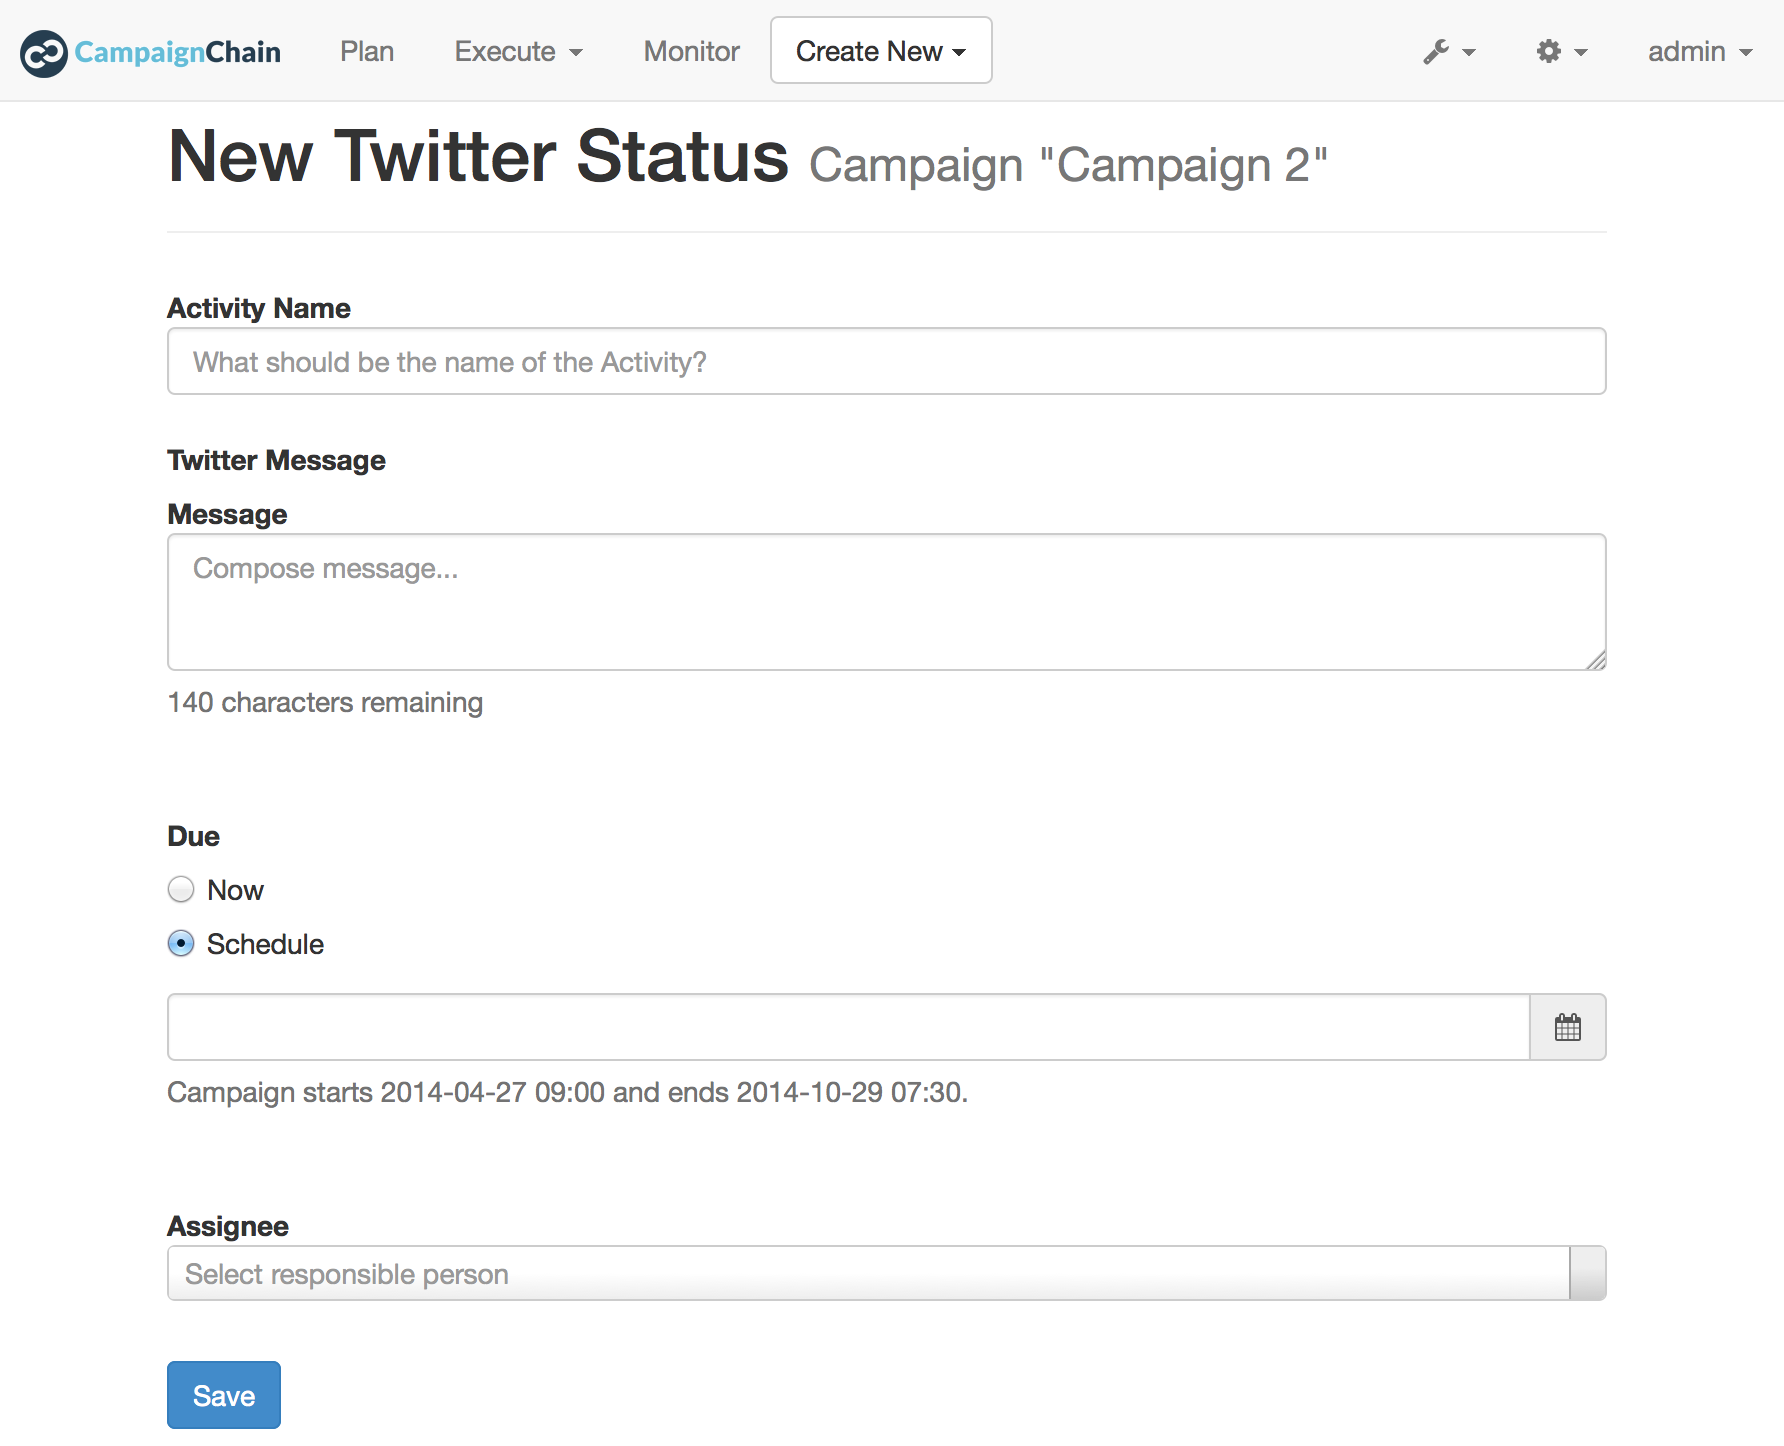 CampaignChain Plan Execute Monitor Create New admin
New Twitter Status Campaign "Campaign 2"
Activity Name
What should be the name of the Activity?
Twitter Message
Message
Compose message...
140 characters remaining
Due
Now
Schedule
Campaign starts 2014-04-27 09:00 and ends 2014-10-29 07:30.
Assignee
Select responsible person
Save